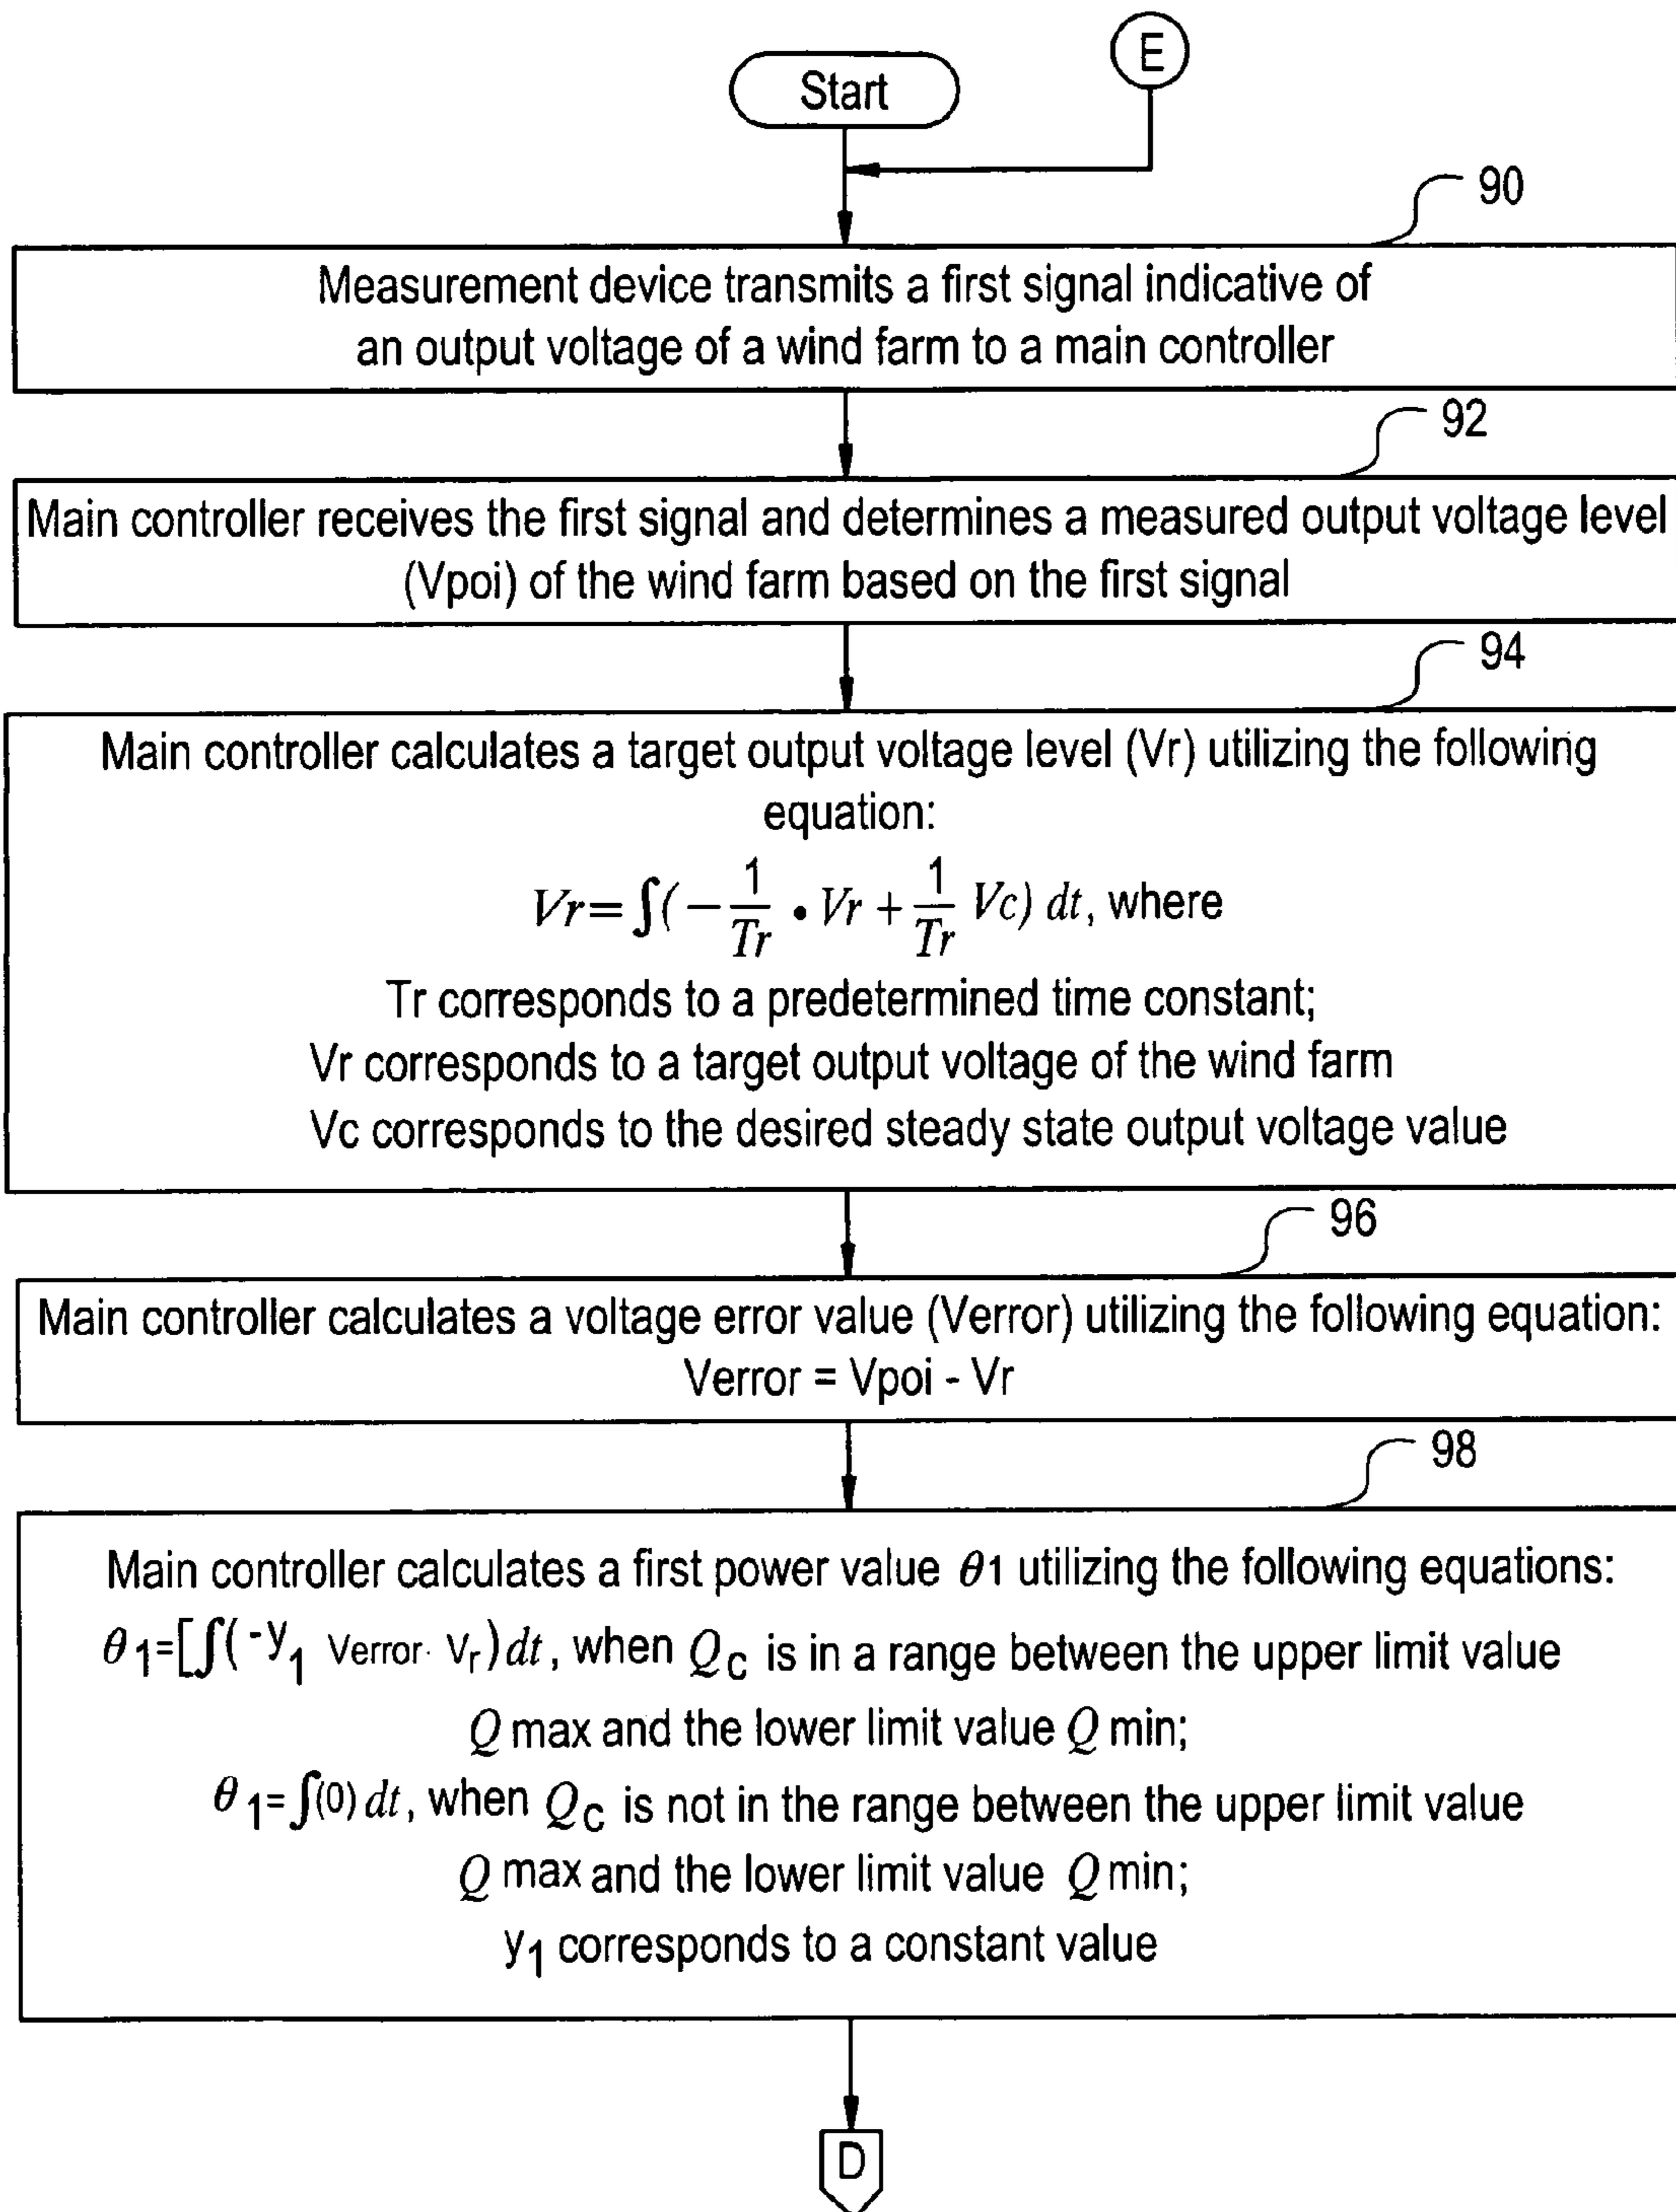 Start
E
90
Measurement device transmits a first signal indicative of
an output voltage of a wind farm to a main controller
92
Main controller receives the first signal and determines a measured output voltage level
(Vpoi) of the wind farm based on the first signal
94
Main controller calculates a target output voltage level (Vr) utilizing the following
equation:
Vr=∫(−1/Tr • Vr + 1/Tr Vc) dt, where
Tr corresponds to a predetermined time constant;
Vr corresponds to a target output voltage of the wind farm
Vc corresponds to the desired steady state output voltage value
96
Main controller calculates a voltage error value (Verror) utilizing the following equation:
Verror = Vpoi - Vr
98
Main controller calculates a first power value θ1 utilizing the following equations:
θ1=[∫(-y1 Verror· Vr)dt, when Qc is in a range between the upper limit value
Q max and the lower limit value Q min;
θ1=∫(0) dt, when Qc is not in the range between the upper limit value
Q max and the lower limit value Q min;
y1 corresponds to a constant value
D